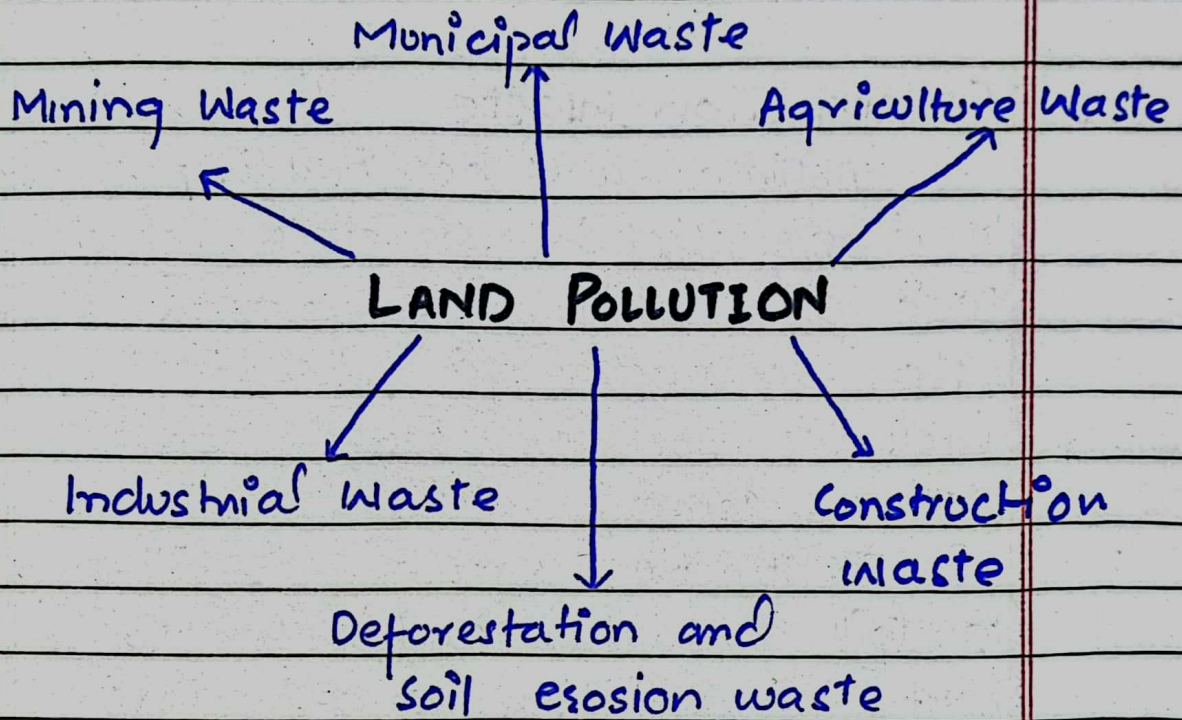 Municipal Waste
Mining Waste
Agriculture Waste
LAND POLLUTION
Industrial Waste
Construction
waste
Deforestation and
soil erosion waste